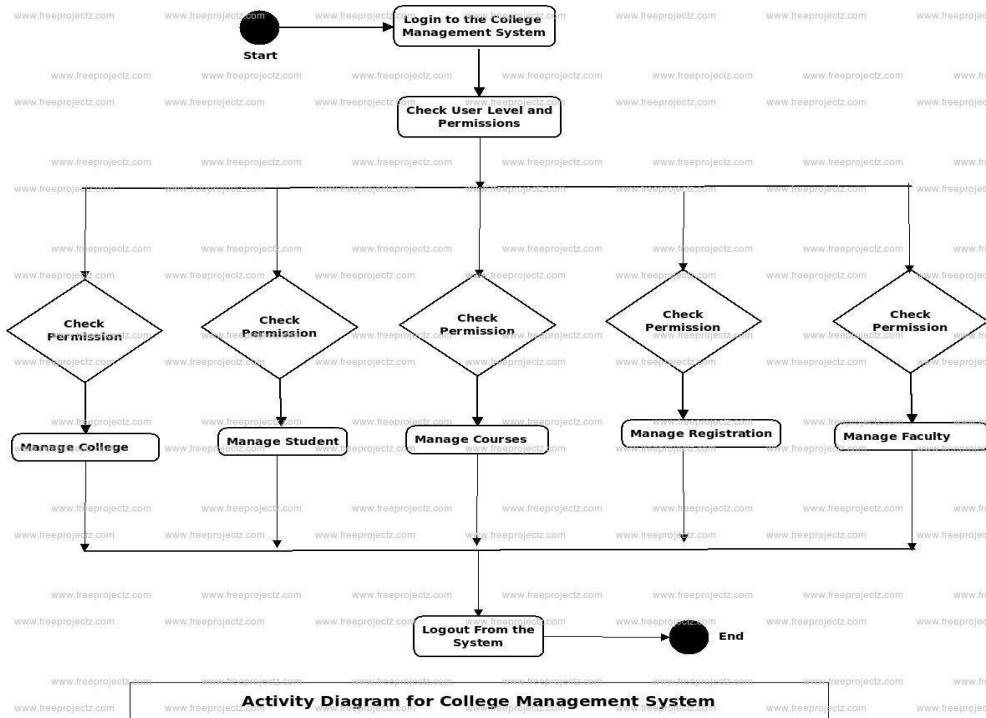 Login to the College
Management System
Start
Check User Level and
Permissions
Check
Permission
Check
Permission
Check
Permission
Check
Permission
Check
Permission
Manage College
Manage Student
Manage Courses
Manage Registration
Manage Faculty
Logout From the
System
End
Activity Diagram for College Management System
www.freeprojectz.com